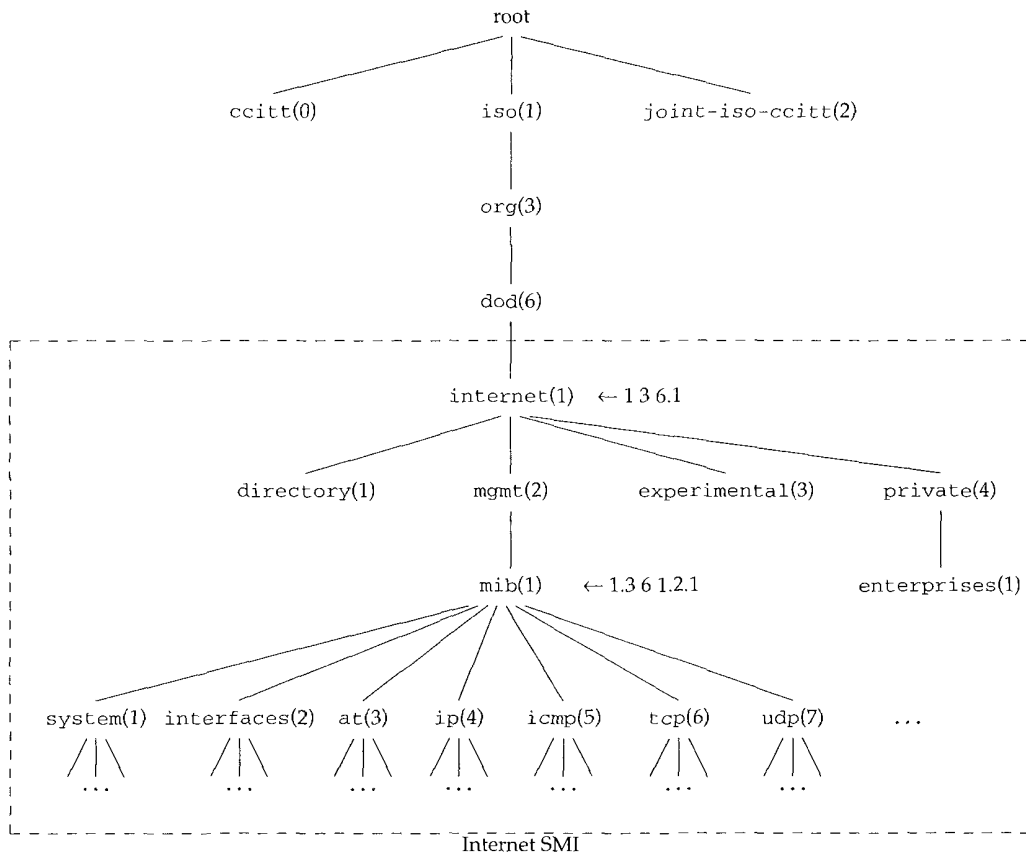 root
ccitt(0) iso(1) joint-iso-ccitt(2)
org(3)
dod(6)
internet(1) ← 1 3 6.1
directory(1) mgmt(2) experimental(3) private(4)
mib(1) ← 1.3 6 1.2.1 enterprises(1)
system(1) interfaces(2) at(3) ip(4) icmp(5) tcp(6) udp(7) ...
... ... ... ... ... ... ...
Internet SMI